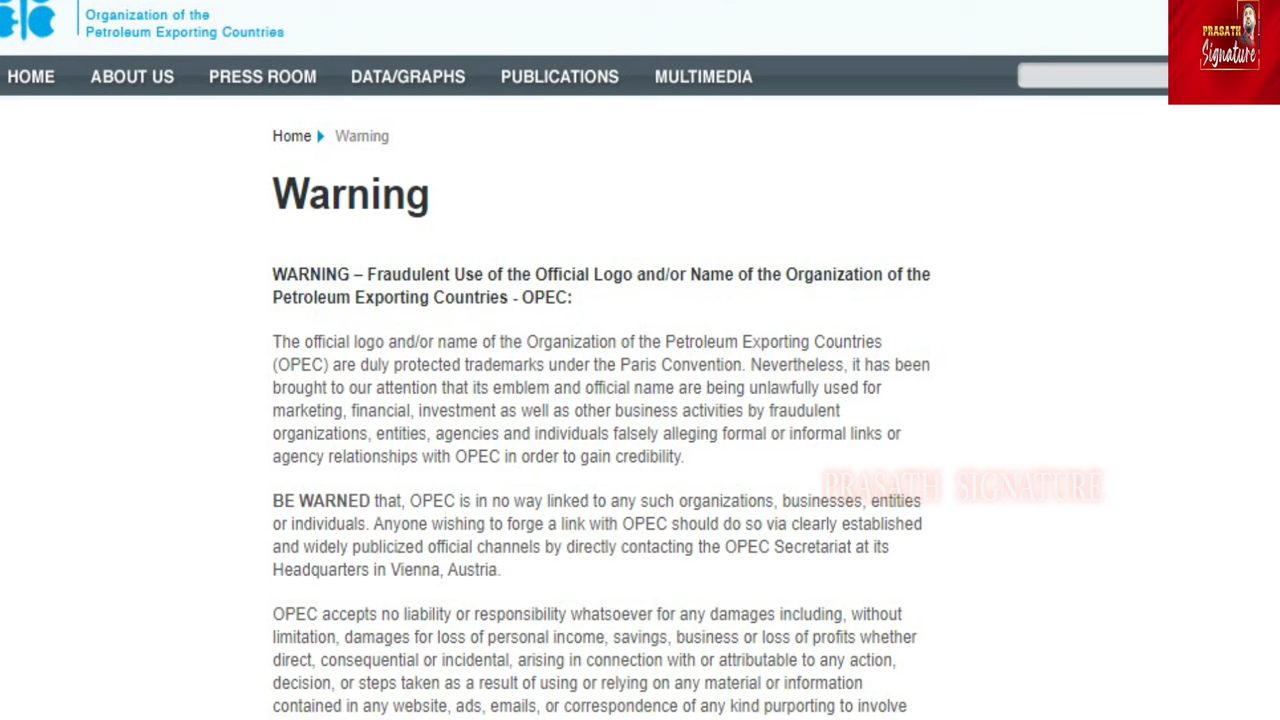 Organization of the
Petroleum Exporting Countries
PRASATH
Signature
HOME ABOUT US PRESS ROOM DATA/GRAPHS PUBLICATIONS MULTIMEDIA
Home Warning
Warning
WARNING – Fraudulent Use of the Official Logo and/or Name of the Organization of the
Petroleum Exporting Countries - OPEC:
The official logo and/or name of the Organization of the Petroleum Exporting Countries
(OPEC) are duly protected trademarks under the Paris Convention. Nevertheless, it has been
brought to our attention that its emblem and official name are being unlawfully used for
marketing, financial, investment as well as other business activities by fraudulent
organizations, entities, agencies and individuals falsely alleging formal or informal links or
agency relationships with OPEC in order to gain credibility.
PRASATH SIGNATURE
BE WARNED that, OPEC is in no way linked to any such organizations, businesses, entities
or individuals. Anyone wishing to forge a link with OPEC should do so via clearly established
and widely publicized official channels by directly contacting the OPEC Secretariat at its
Headquarters in Vienna, Austria.
OPEC accepts no liability or responsibility whatsoever for any damages including, without
limitation, damages for loss of personal income, savings, business or loss of profits whether
direct, consequential or incidental, arising in connection with or attributable to any action,
decision, or steps taken as a result of using or relying on any material or information
contained in any website, ads, emails, or correspondence of any kind purporting to involve